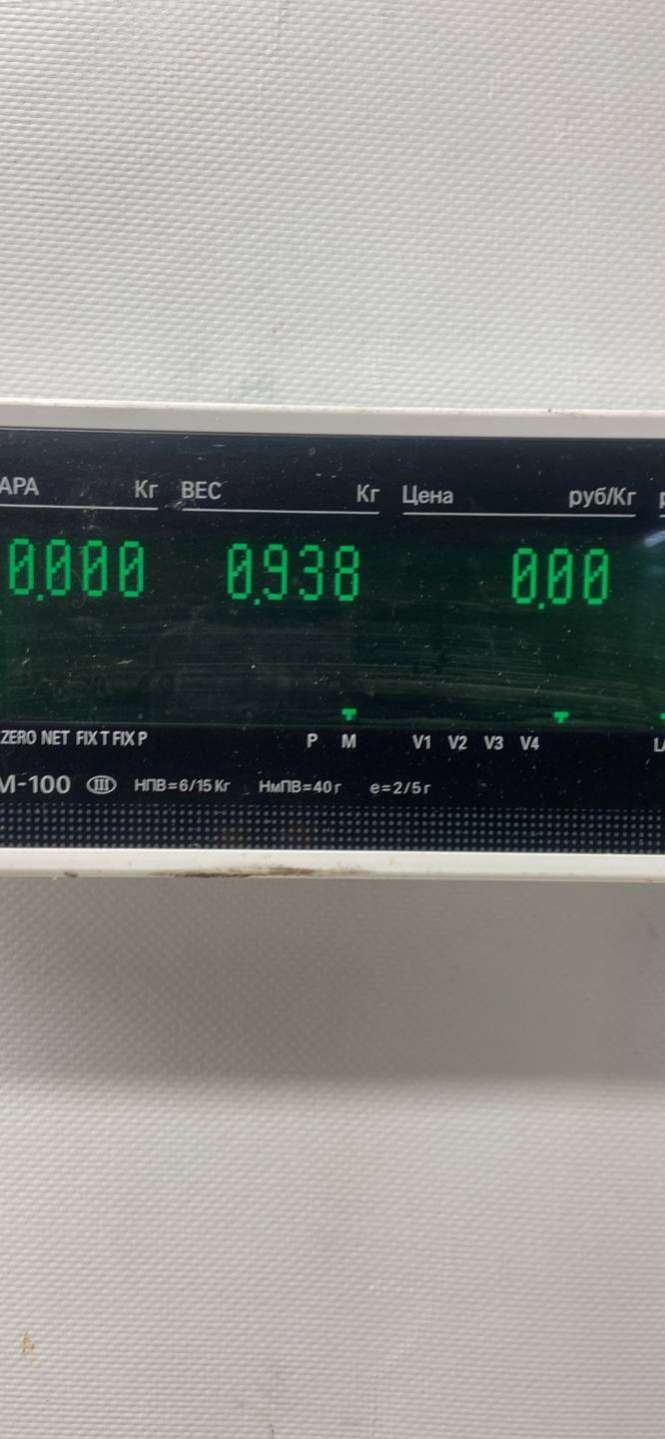 АРА Кг ВЕС Кг Цена руб/Кг
0.000 0.938 0.00
ZERO NET FIX T FIX P P M V1 V2 V3 V4
M-100 III НПВ=6/15 Кг НмПВ=40 г e=2/5 г